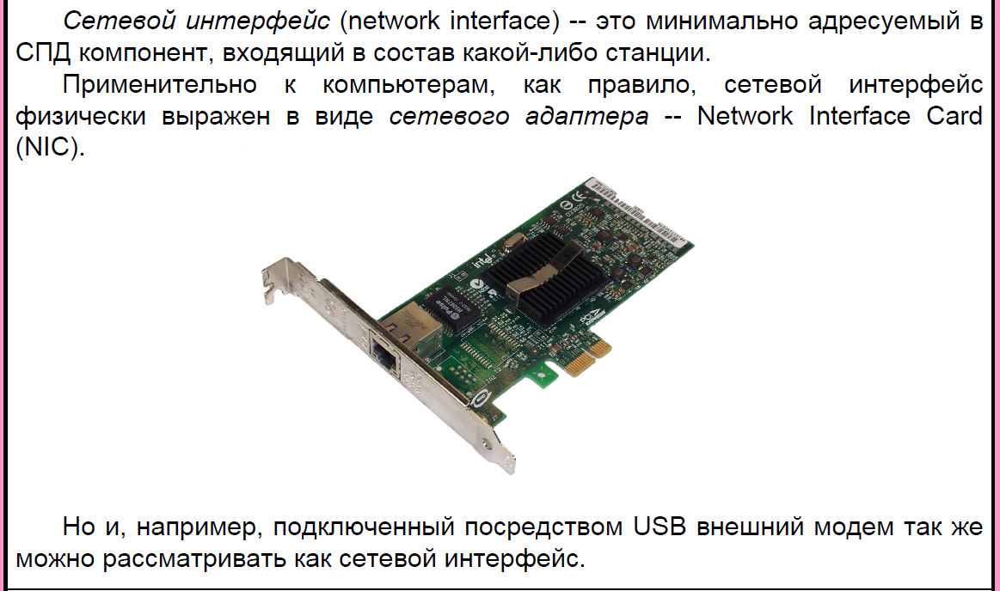 Сетевой интерфейс (network interface) -- это минимально адресуемый в
СПД компонент, входящий в состав какой-либо станции.
Применительно к компьютерам, как правило, сетевой интерфейс
физически выражен в виде сетевого адаптера -- Network Interface Card
(NIC).
intel
Pulse
Но и, например, подключенный посредством USB внешний модем так же
можно рассматривать как сетевой интерфейс.